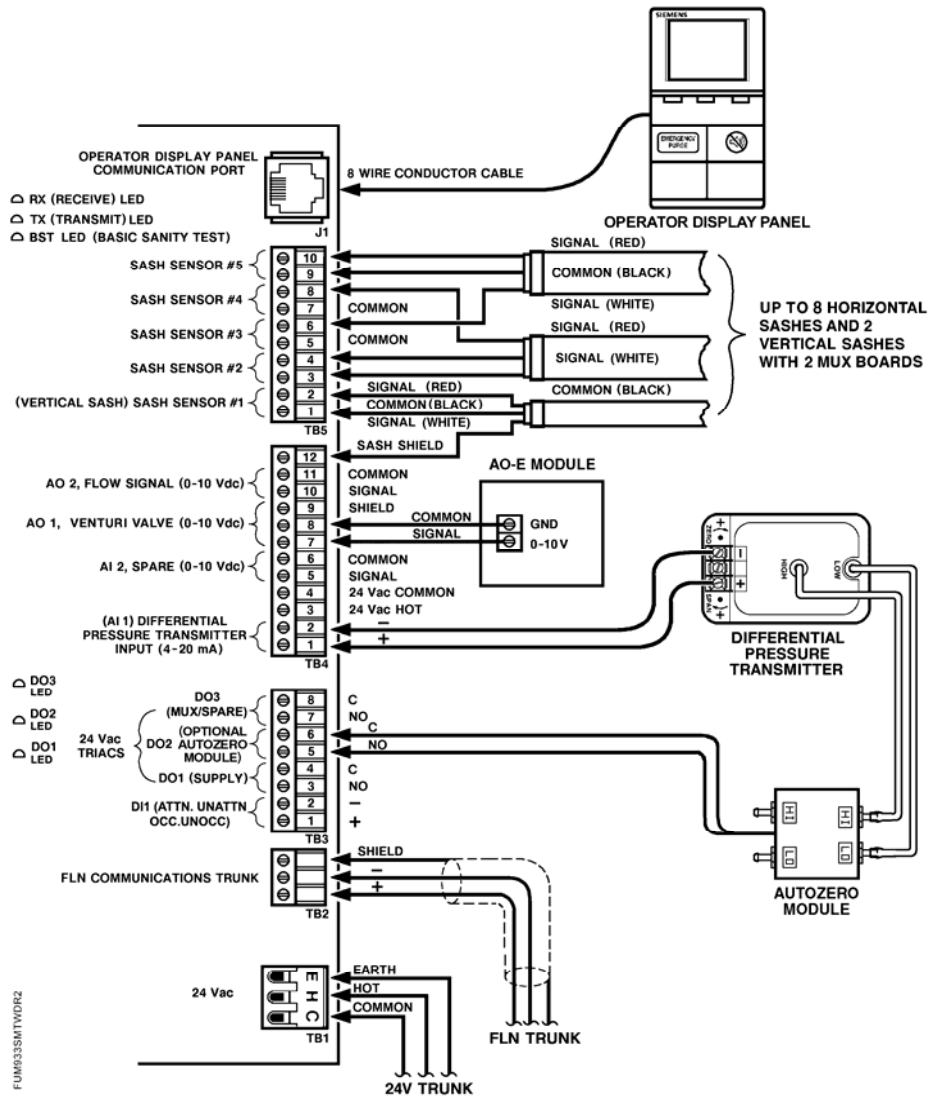 SIEMENS
EMERGENCY
PURGE
OPERATOR DISPLAY PANEL
OPERATOR DISPLAY PANEL
COMMUNICATION PORT
8 WIRE CONDUCTOR CABLE
J1
RX (RECEIVE) LED
TX (TRANSMIT) LED
BST LED (BASIC SANITY TEST)
SASH SENSOR #5
SASH SENSOR #4
SASH SENSOR #3
SASH SENSOR #2
(VERTICAL SASH) SASH SENSOR #1
10
9
8
7
6
5
4
3
2
1
TB5
COMMON
COMMON
SIGNAL (RED)
COMMON (BLACK)
SIGNAL (WHITE)
SASH SHIELD
SIGNAL (RED)
COMMON (BLACK)
SIGNAL (WHITE)
SIGNAL (RED)
SIGNAL (WHITE)
COMMON (BLACK)
UP TO 8 HORIZONTAL
SASHES AND 2
VERTICAL SASHES
WITH 2 MUX BOARDS
AO 2, FLOW SIGNAL (0-10 Vdc)
AO 1, VENTURI VALVE (0-10 Vdc)
AI 2, SPARE (0-10 Vdc)
(AI 1) DIFFERENTIAL
PRESSURE TRANSMITTER
INPUT (4-20 mA)
12
11
10
9
8
7
6
5
4
3
2
1
TB4
COMMON
SIGNAL
SHIELD
COMMON
SIGNAL
COMMON
SIGNAL
24 Vac COMMON
24 Vac HOT
−
+
AO-E MODULE
GND
0-10 V
ZERO
+
−
+
SPAN
+
HIGH
LOW
DIFFERENTIAL
PRESSURE
TRANSMITTER
DO3
LED
DO2
LED
DO1
LED
24 Vac
TRIACS
DO3
(MUX/SPARE)
(OPTIONAL
DO2 AUTOZERO
MODULE)
DO1 (SUPPLY)
DI1 (ATTN. UNATTN
OCC.UNOCC)
8
7
6
5
4
3
2
1
TB3
C
NO
C
NO
C
NO
−
+
HI
HI
LO
LO
AUTOZERO
MODULE
FLN COMMUNICATIONS TRUNK
TB2
SHIELD
−
+
FLN TRUNK
24 Vac
E
H
C
TB1
EARTH
HOT
COMMON
24V TRUNK
FUM933SMTWDR2